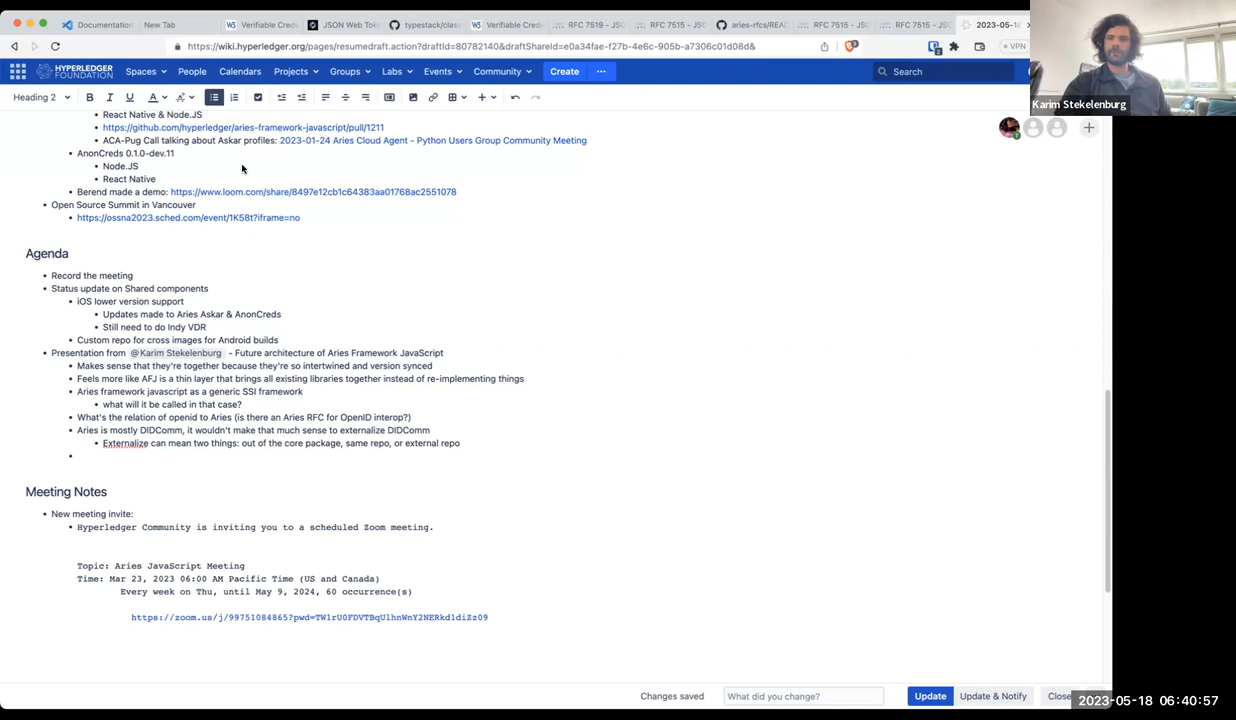 Documentation
New Tab
Verifiable Cred
JSON Web Tok
typestack/clas
Verifiable Cred
RFC 7519 - JSO
RFC 7515 - JSO
aries-rfcs/REA
RFC 7515 - JSO
RFC 7515 - JSO
2023-05-18
https://wiki.hyperledger.org/pages/resumedraft.action?draftId=80782140&draftShareId=e0a34fae-f27b-4e6c-905b-a7306c01d08d&
VPN
HYPERLEDGER FOUNDATION
Spaces
People
Calendars
Projects
Groups
Labs
Events
Community
Create
Search
Karim Stekelenburg
Heading 2
B I U A
• React Native & Node.JS
• https://github.com/hyperledger/aries-framework-javascript/pull/1211
• ACA-Pug Call talking about Askar profiles: 2023-01-24 Aries Cloud Agent - Python Users Group Community Meeting
• AnonCreds 0.1.0-dev.11
• Node.JS
• React Native
• Berend made a demo: https://www.loom.com/share/8497e12cb1c64383aa01768ac2551078
• Open Source Summit in Vancouver
• https://ossna2023.sched.com/event/1K58t?iframe=no
Agenda
• Record the meeting
• Status update on Shared components
• iOS lower version support
• Updates made to Aries Askar & AnonCreds
• Still need to do Indy VDR
• Custom repo for cross images for Android builds
• Presentation from @Karim Stekelenburg - Future architecture of Aries Framework JavaScript
• Makes sense that they're together because they're so intertwined and version synced
• Feels more like AFJ is a thin layer that brings all existing libraries together instead of re-implementing things
• Aries framework javascript as a generic SSI framework
• what will it be called in that case?
• What's the relation of openid to Aries (is there an Aries RFC for OpenID interop?)
• Aries is mostly DIDComm, it wouldn't make that much sense to externalize DIDComm
• Externalize can mean two things: out of the core package, same repo, or external repo
•
Meeting Notes
• New meeting invite:
• Hyperledger Community is inviting you to a scheduled Zoom meeting.
Topic: Aries JavaScript Meeting
Time: Mar 23, 2023 06:00 AM Pacific Time (US and Canada)
Every week on Thu, until May 9, 2024, 60 occurrence(s)
https://zoom.us/j/99751084865?pwd=TWlrU0FDVTBqUlhnWnY2NERkd1diZz09
Changes saved
What did you change?
Update
Update & Notify
Close
2023-05-18 06:40:57